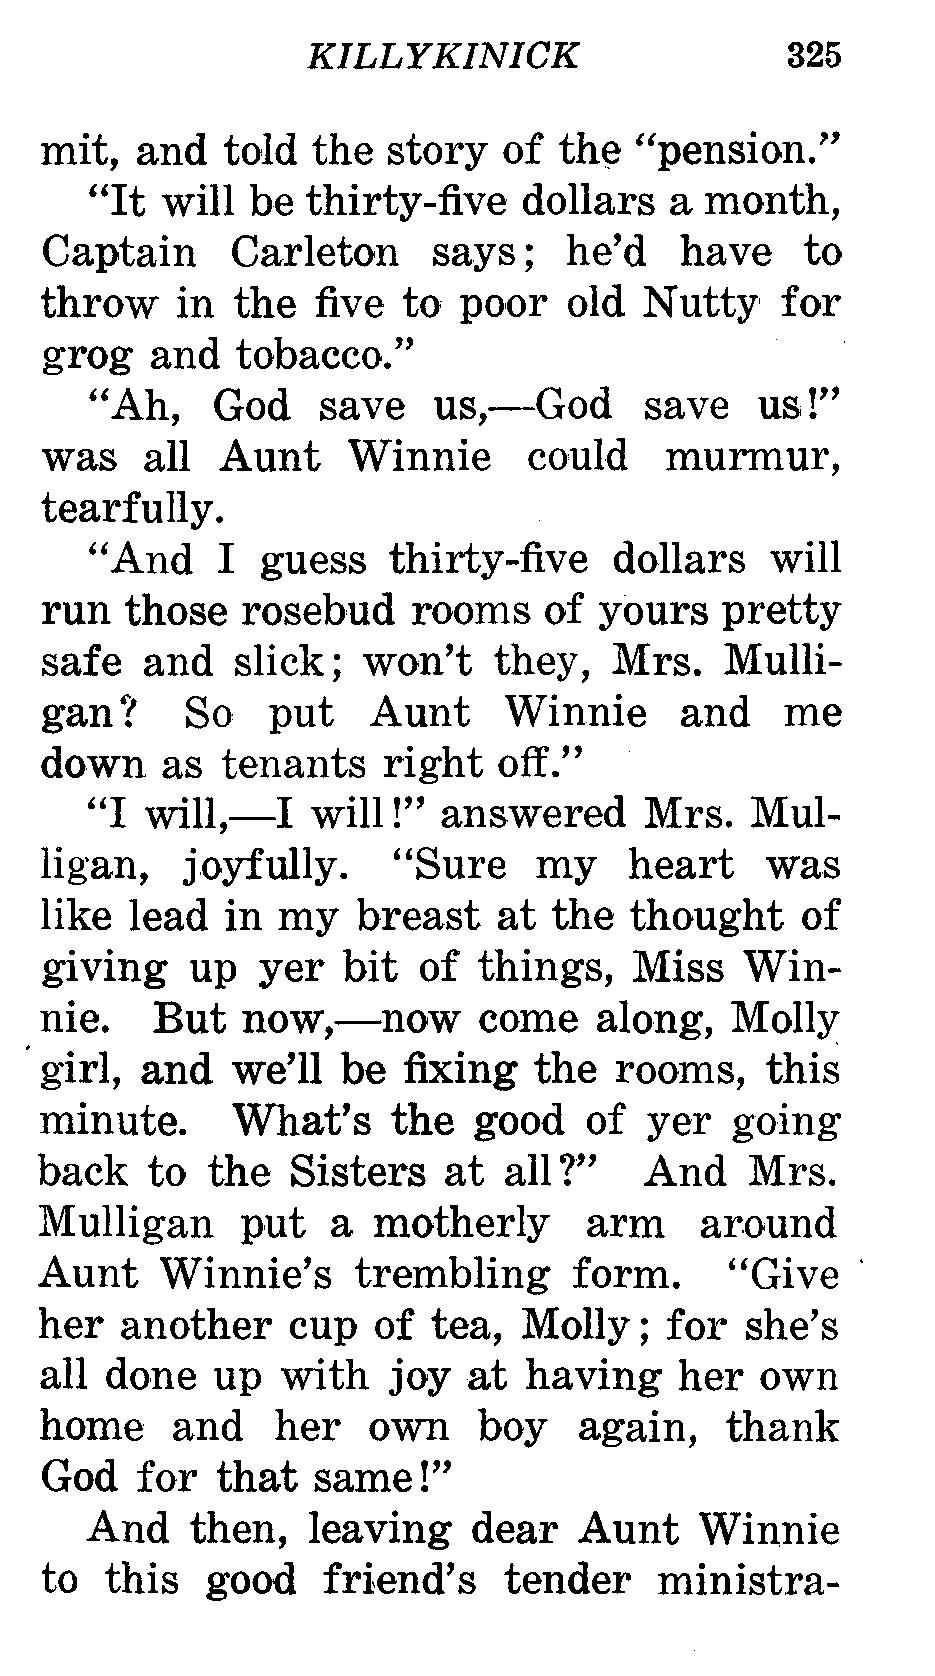 KILLYKINICK 325
mit, and told the story of the "pension."
"It will be thirty-five dollars a month,
Captain Carleton says; he'd have to
throw in the five to poor old Nutty for
grog and tobacco."
"Ah, God save us,—God save us!"
was all Aunt Winnie could murmur,
tearfully.
"And I guess thirty-five dollars will
run those rosebud rooms of yours pretty
safe and slick; won't they, Mrs. Mulli-
gan? So put Aunt Winnie and me
down as tenants right off."
"I will,—I will!" answered Mrs. Mul-
ligan, joyfully. "Sure my heart was
like lead in my breast at the thought of
giving up yer bit of things, Miss Win-
nie. But now,—now come along, Molly
girl, and we'll be fixing the rooms, this
minute. What's the good of yer going
back to the Sisters at all?" And Mrs.
Mulligan put a motherly arm around
Aunt Winnie's trembling form. "Give
her another cup of tea, Molly; for she's
all done up with joy at having her own
home and her own boy again, thank
God for that same!"
And then, leaving dear Aunt Winnie
to this good friend's tender ministra-